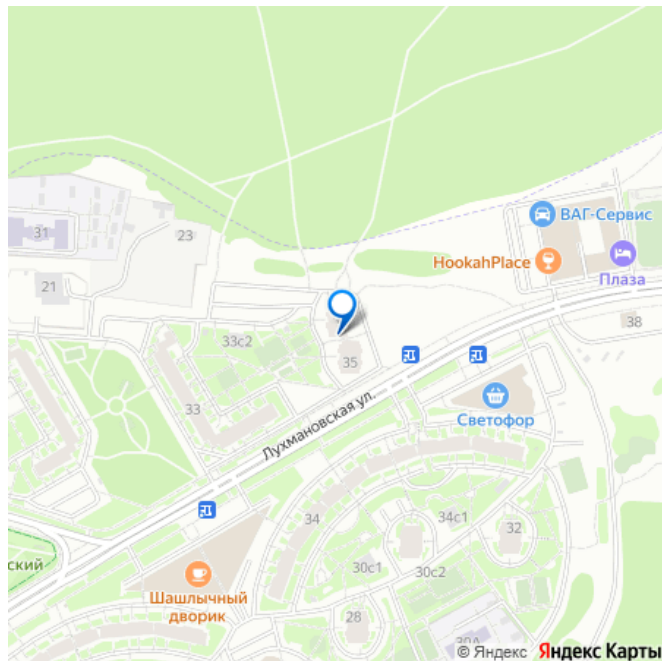 ВАГ-Сервис
31
23
HookahPlace
Плаза
21
38
33с2
35
33
Лухмановская ул.
Светофор
34
34с1
32
ский
30с1
30с2
Шашлычный
дворик
28
30А
© Яндекс Яндекс Карты